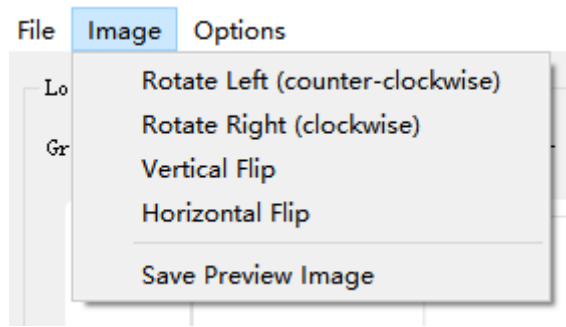 File Image Options
Rotate Left (counter-clockwise)
Rotate Right (clockwise)
Vertical Flip
Horizontal Flip
Save Preview Image